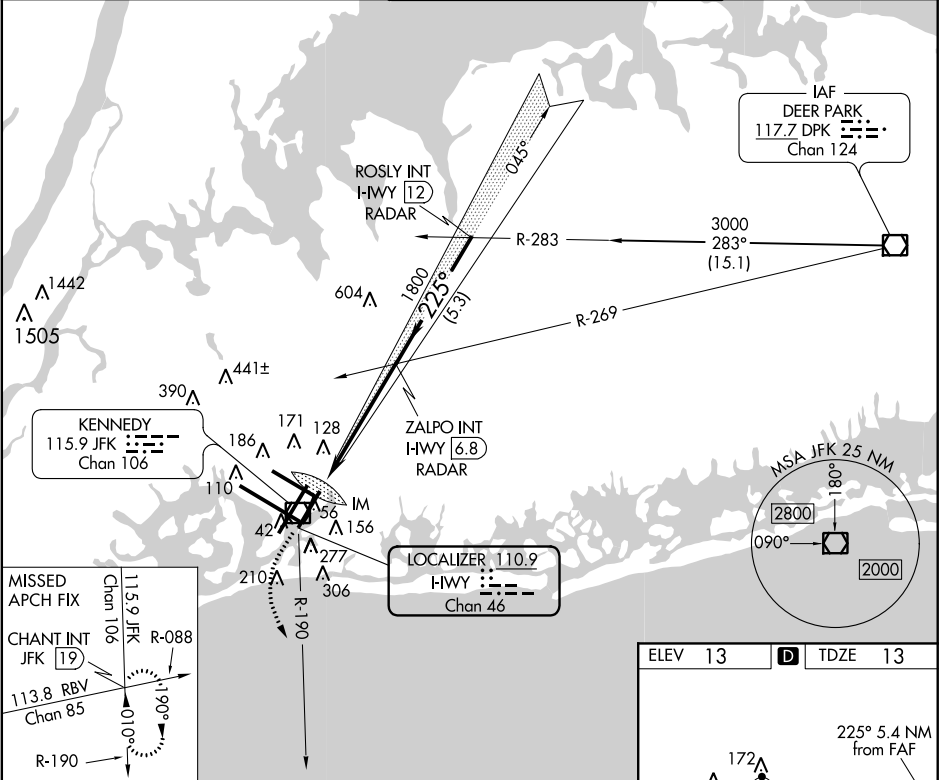 IAF
DEER PARK
117.7 DPK
Chan 124
ROSLY INT
I-IWY 12
RADAR
045°
R-283
3000
283°
(15.1)
1800
225°
(5.3)
604
R-269
1442
1505
441±
390
KENNEDY
115.9 JFK
Chan 106
171
128
186
110
ZALPO INT
I-IWY 6.8
RADAR
IM
56
42
156
277
210
306
R-190
LOCALIZER 110.9
I-IWY
Chan 46
MSA JFK 25 NM
180°
2800
090°
2000
MISSED
APCH FIX
115.9 JFK
Chan 106
CHANT INT
JFK 19
R-088
113.8 RBV
Chan 85
010°
190°
R-190
ELEV 13
D
TDZE 13
225° 5.4 NM
from FAF
172